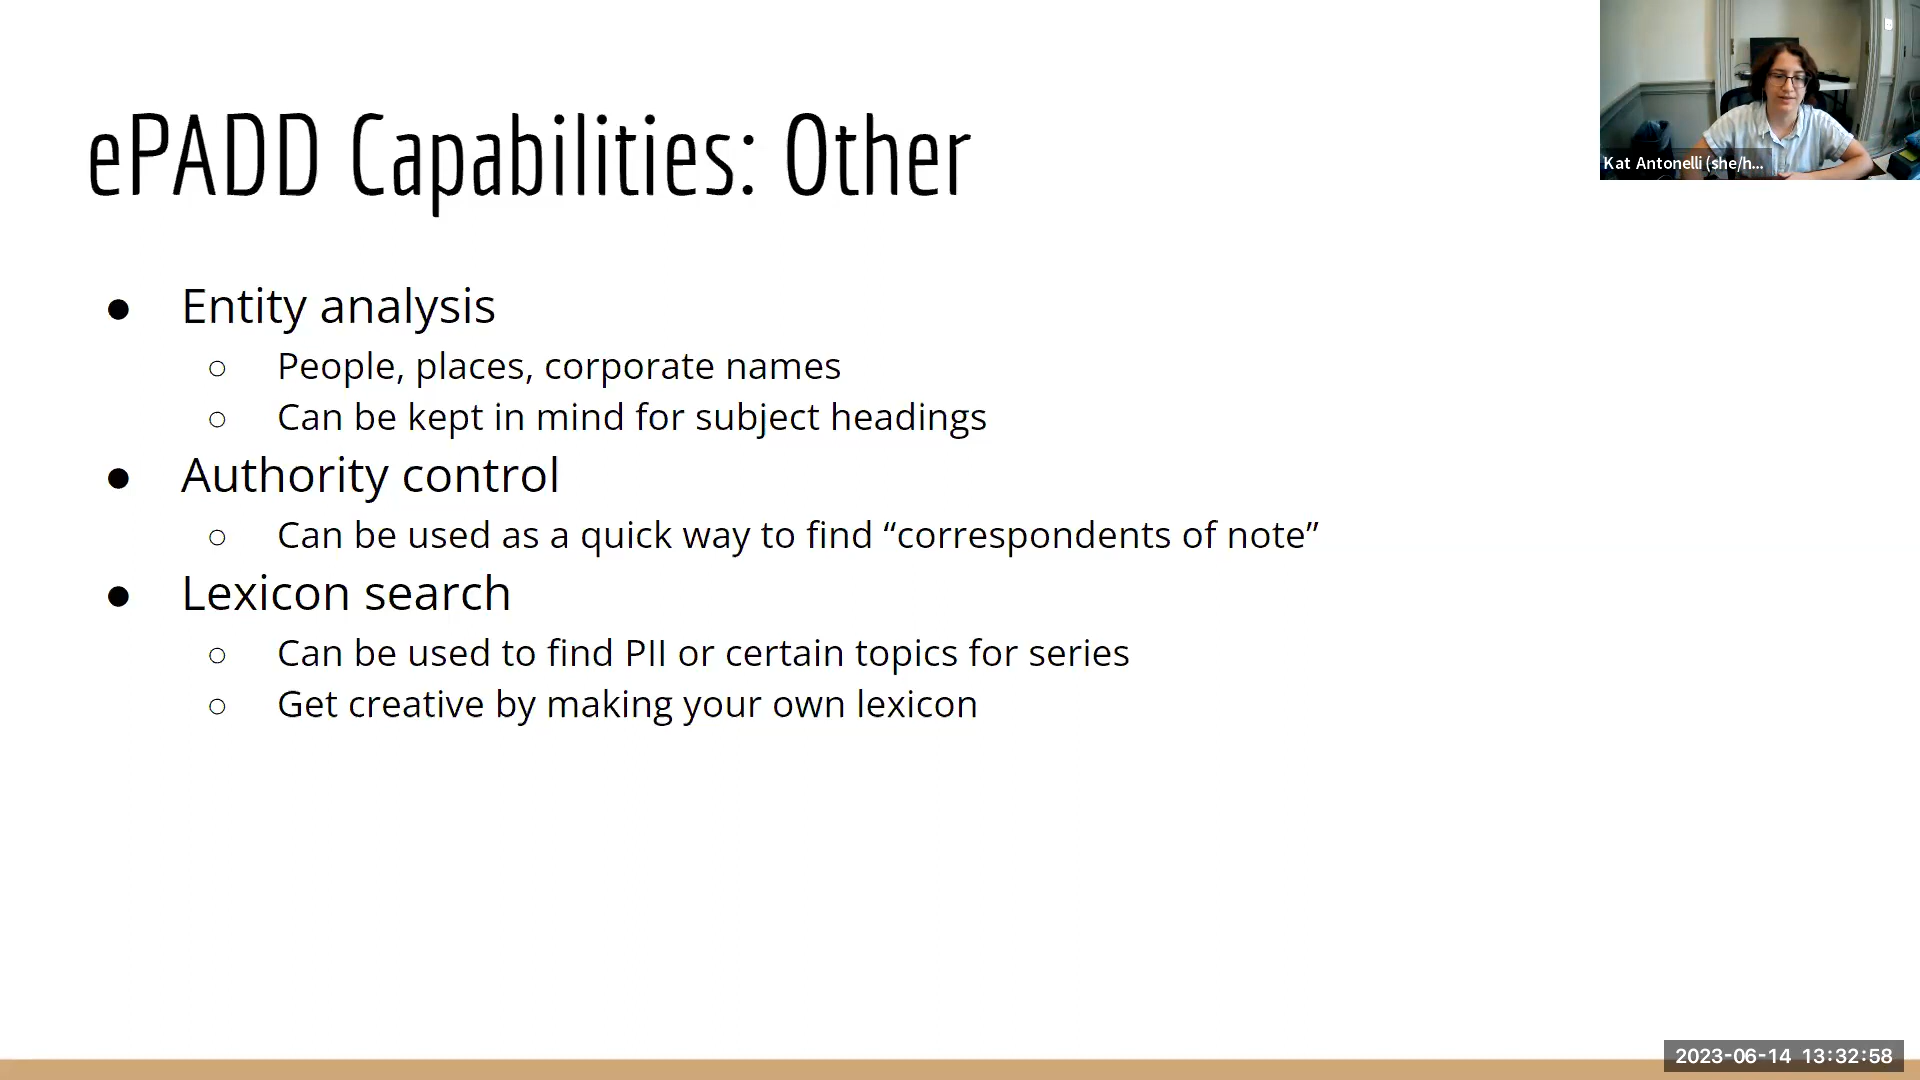 ePADD Capabilities: Other
Kat Antonelli (she/h...
● Entity analysis
○ People, places, corporate names
○ Can be kept in mind for subject headings
● Authority control
○ Can be used as a quick way to find “correspondents of note”
● Lexicon search
○ Can be used to find PII or certain topics for series
○ Get creative by making your own lexicon
2023-06-14 13:32:58